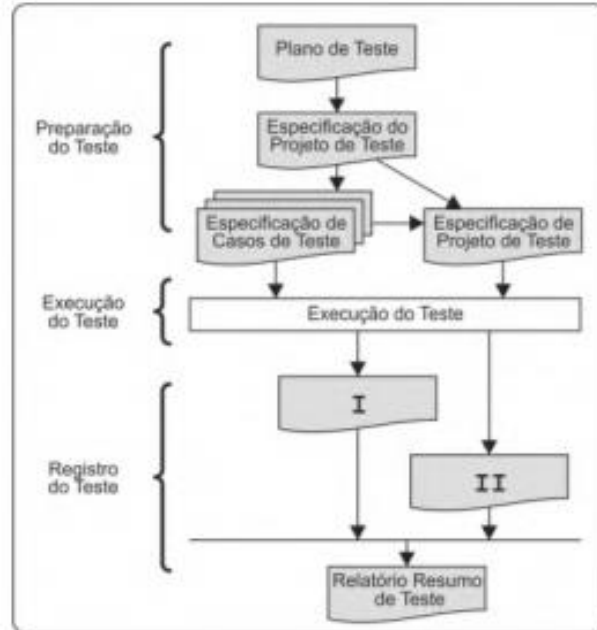 Plano de Teste
Preparação
do Teste
Especificação do
Projeto de Teste
Especificação de
Casos de Teste
Especificação de
Projeto de Teste
Execução
do Teste
Execução do Teste
I
Registro
do Teste
II
Relatório Resumo
de Teste